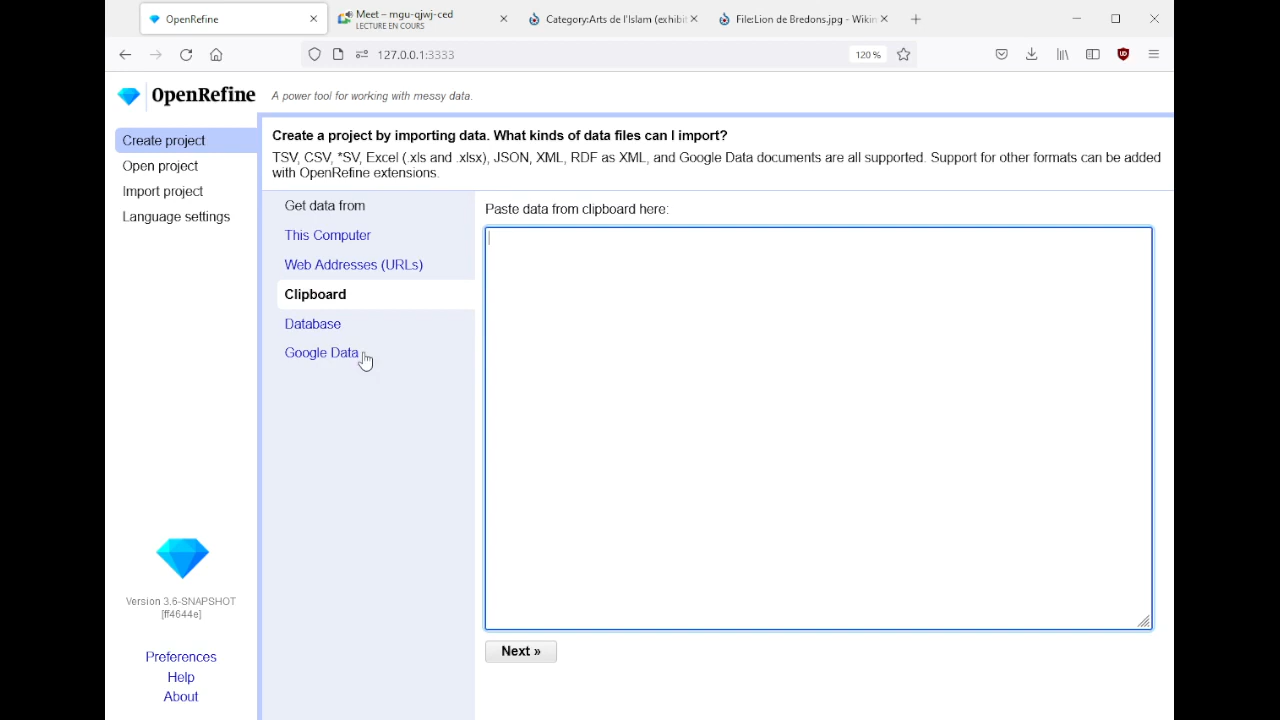 OpenRefine
Meet – mgu-qjwj-ced
LECTURE EN COURS
Category:Arts de l'Islam (exhibit
File:Lion de Bredons.jpg - Wikim
127.0.0.1:3333
120 %
OpenRefine
A power tool for working with messy data.
Create project
Open project
Import project
Language settings
Create a project by importing data. What kinds of data files can I import?
TSV, CSV, *SV, Excel (.xls and .xlsx), JSON, XML, RDF as XML, and Google Data documents are all supported. Support for other formats can be added
with OpenRefine extensions.
Get data from
This Computer
Web Addresses (URLs)
Clipboard
Database
Google Data
Paste data from clipboard here:
Next »
Version 3.6-SNAPSHOT
[ff4644e]
Preferences
Help
About